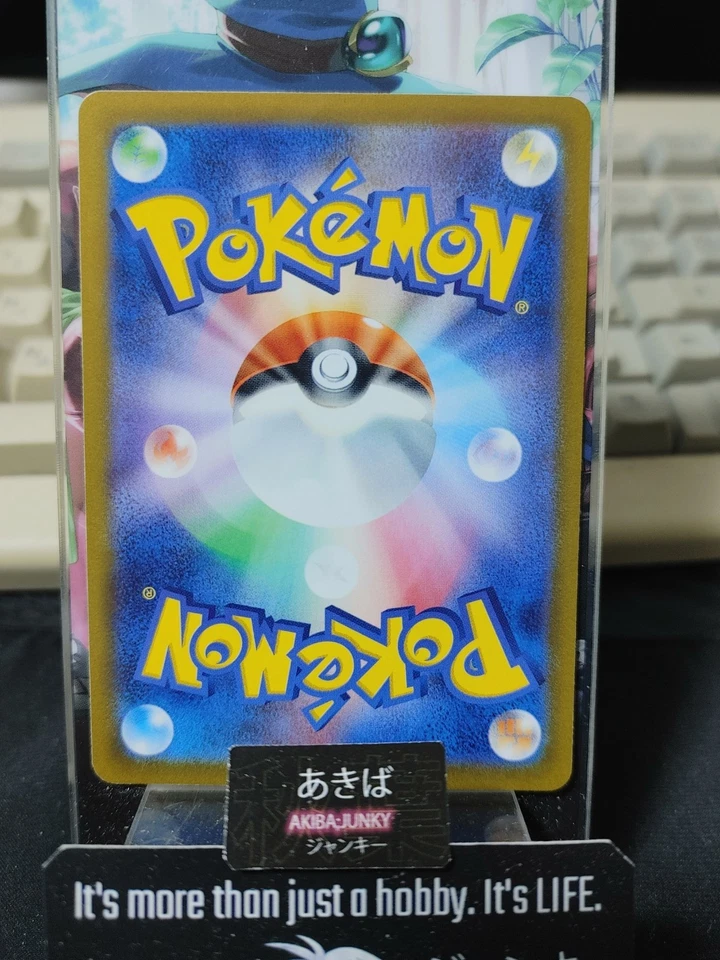 POKéMON
®
®
POKéMON
あきば
AKIBA-JUNKY
ジャンキー
It's more than just a hobby. It's LIFE.